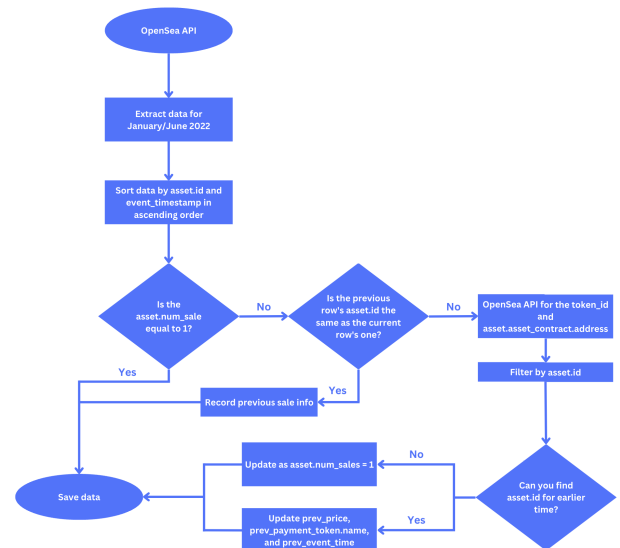 OpenSea API
Extract data for
January/June 2022
Sort data by asset.id and
event_timestamp in
ascending order
Is the
asset.num_sale
equal to 1?
No
Is the previous
row's asset.id the
same as the current
row's one?
No
OpenSea API for the token_id
and
asset.asset_contract.address
Filter by asset.id
Yes
Yes
Record previous sale info
Can you find
asset.id for earlier
time?
No
Update as asset.num_sales = 1
Yes
Update prev_price,
prev_payment_token.name,
and prev_event_time
Save data